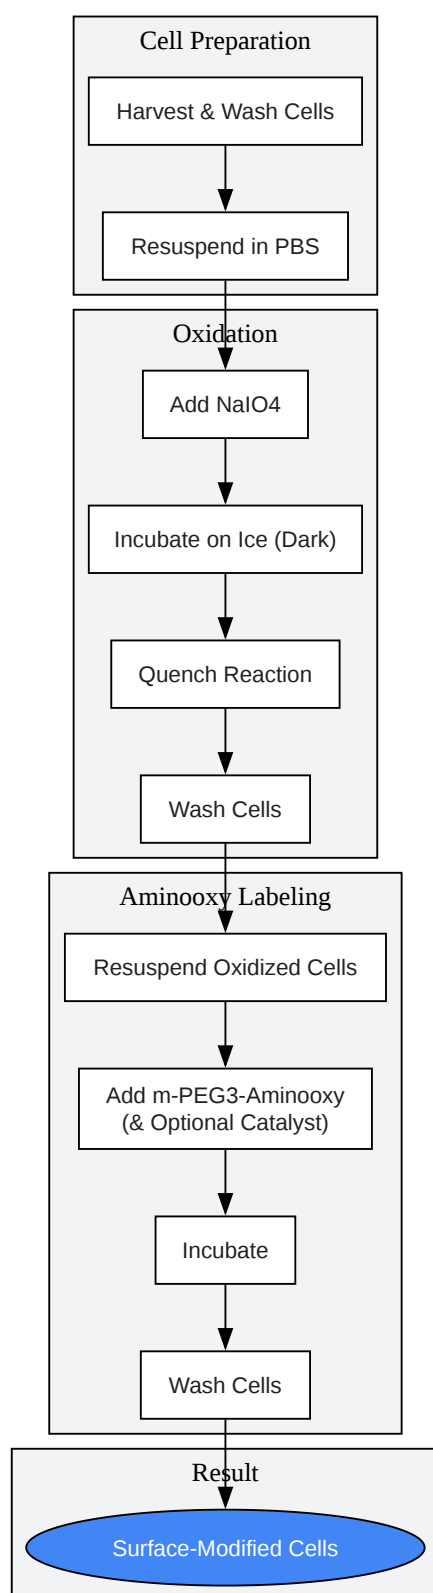 Cell Preparation
Harvest & Wash Cells
Resuspend in PBS
Oxidation
Add NaIO4
Incubate on Ice (Dark)
Quench Reaction
Wash Cells
Aminooxy Labeling
Resuspend Oxidized Cells
Add m-PEG3-Aminooxy
(& Optional Catalyst)
Incubate
Wash Cells
Result
Surface-Modified Cells